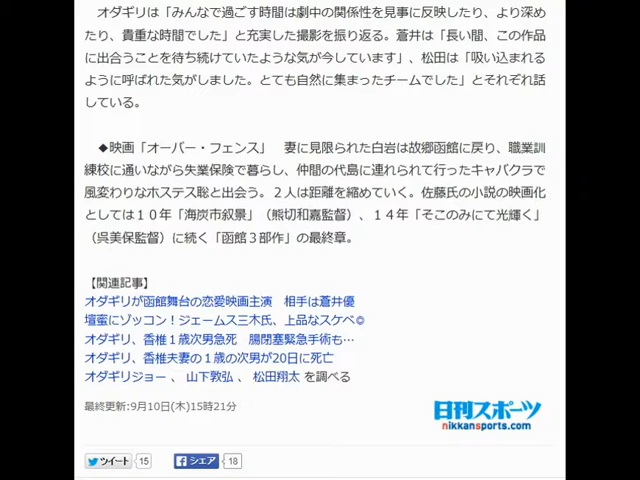 オダギリは「みんなで過ごす時間は劇中の関係性を見事に反映したり、より深め
たり、貴重な時間でした」と充実した撮影を振り返る。蒼井は「長い間、この作品
に出会うことを待ち続けていたような気が今しています」、松田は「吸い込まれる
ように呼ばれた気がしました。とても自然に集まったチームでした」とそれぞれ話
している。
◆映画「オーバー・フェンス」　妻に見限られた白岩は故郷函館に戻り、職業訓
練校に通いながら失業保険で暮らし、仲間の代島に連れられて行ったキャバクラで
風変わりなホステス聡と出会う。２人は距離を縮めていく。佐藤氏の小説の映画化
としては１０年「海炭市叙景」（熊切和嘉監督）、１４年「そこのみにて光輝く」
（呉美保監督）に続く「函館３部作」の最終章。
【関連記事】
オダギリが函館舞台の恋愛映画主演　相手は蒼井優
壇蜜にゾッコン！ジェームス三木氏、上品なスケベ◎
オダギリ、香椎１歳次男急死　腸閉塞緊急手術も…
オダギリ、香椎夫妻の１歳の次男が20日に死亡
オダギリジョー 、 山下敦弘 、 松田翔太 を調べる
最終更新:9月10日(木)15時21分
日刊スポーツ
nikkansports.com
ツイート 15 シェア 18